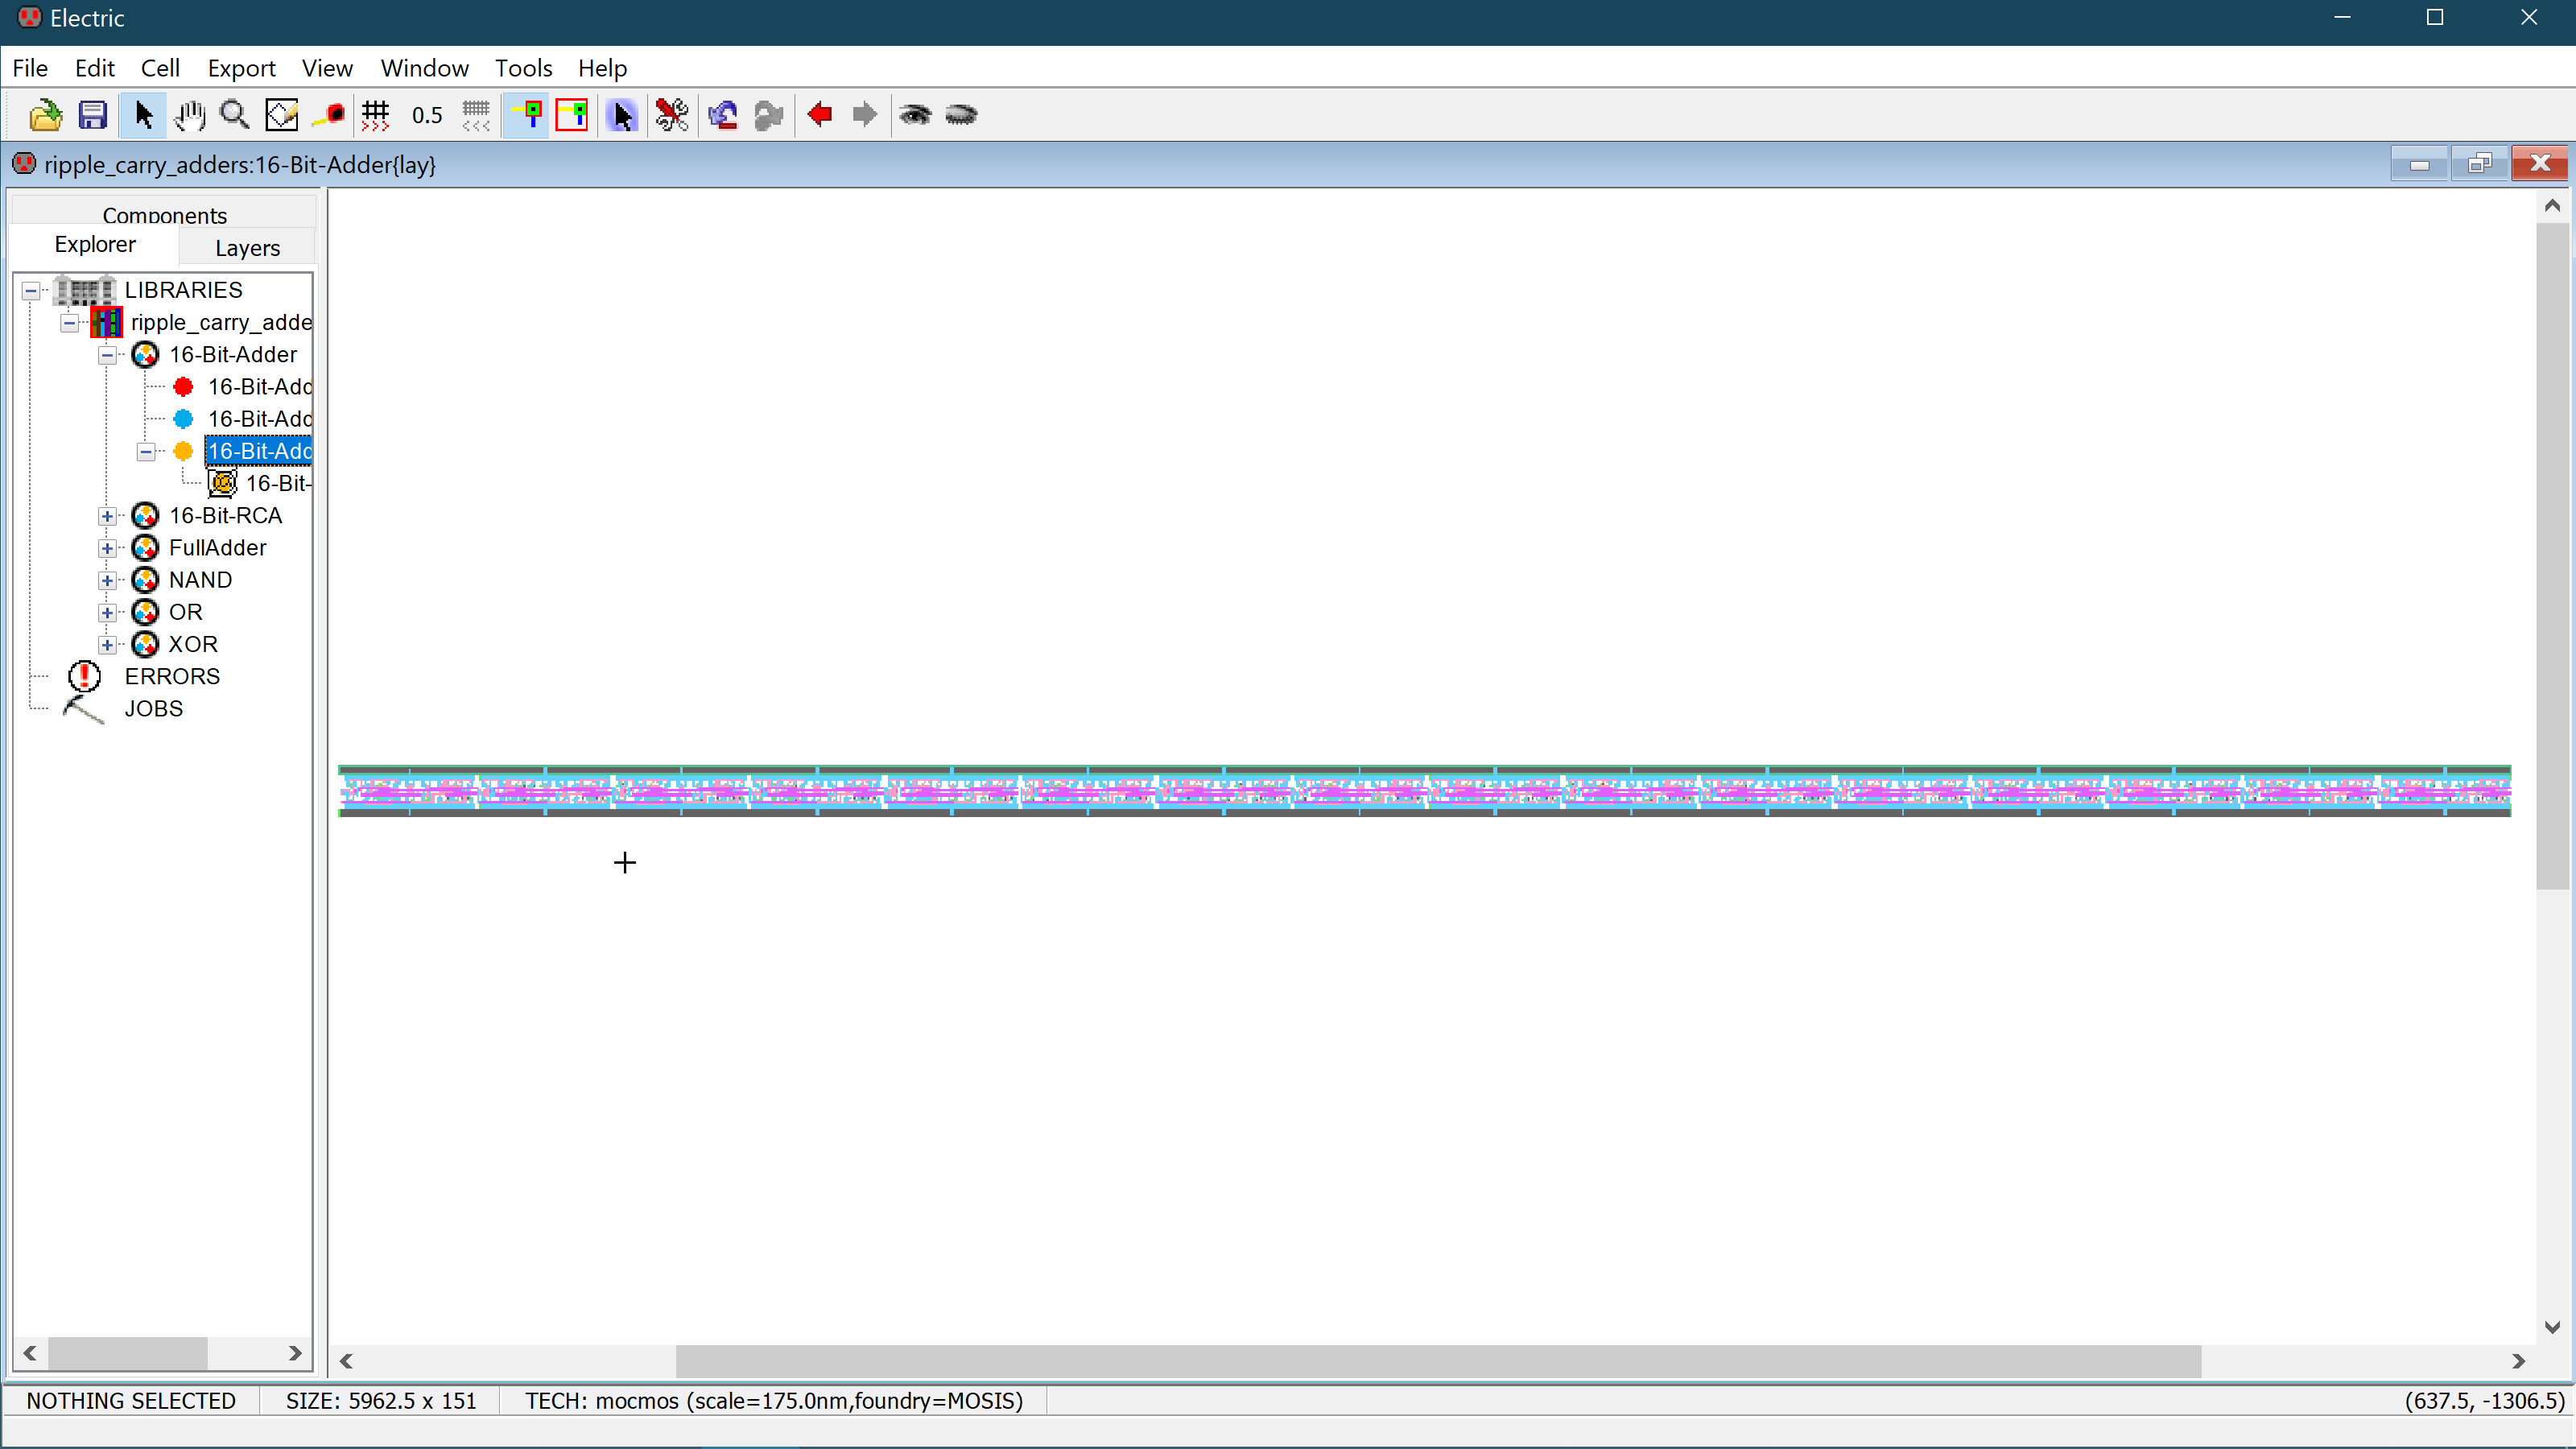 Electric
File Edit Cell Export View Window Tools Help
0.5
ripple_carry_adders:16-Bit-Adder{lay}
Components
Explorer Layers
LIBRARIES
ripple_carry_adde
16-Bit-Adder
16-Bit-Add
16-Bit-Add
16-Bit-Add
16-Bit-
16-Bit-RCA
FullAdder
NAND
OR
XOR
ERRORS
JOBS
NOTHING SELECTED SIZE: 5962.5 x 151 TECH: mocmos (scale=175.0nm,foundry=MOSIS) (637.5, -1306.5)